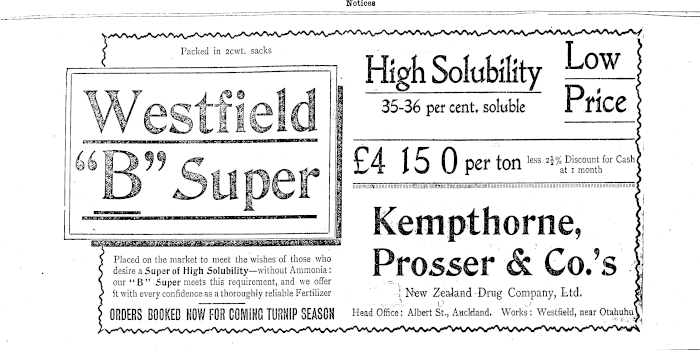 Notices
Packed in 2cwt. sacks
Westfield
"B" Super
Placed on the market to meet the wishes of those who
desire a Super of High Solubility—without Ammonia:
our "B" Super meets this requirement, and we offer
it with every confidence as a thoroughly reliable Fertilizer
ORDERS BOOKED NOW FOR COMING TURNIP SEASON
High Solubility
35-36 per cent. soluble
Low
Price
£4 15 0 per ton less 2½% Discount for Cash
at 1 month
Kempthorne,
Prosser & Co.'s
New Zealand Drug Company, Ltd.
Head Office: Albert St., Auckland. Works: Westfield, near Otahuhu